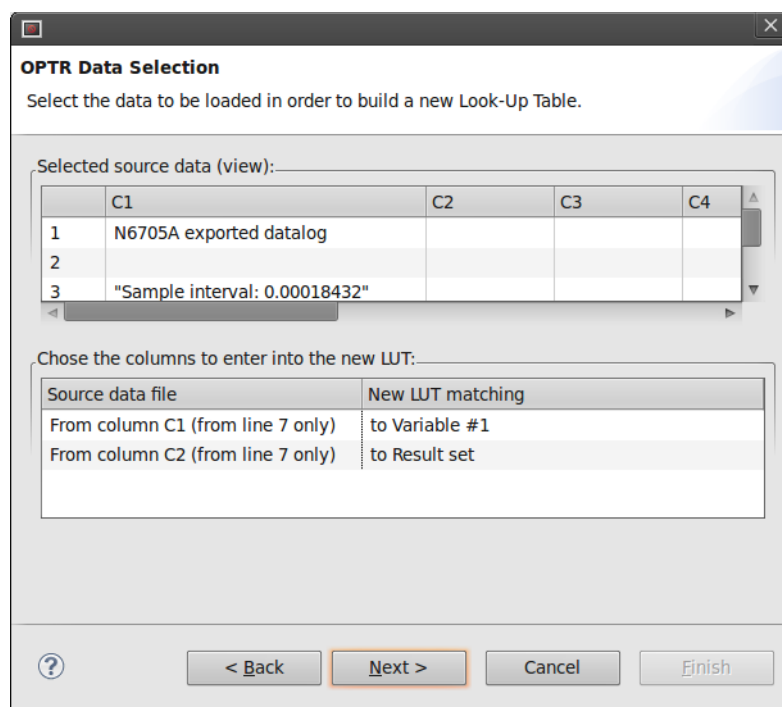 OPTR Data Selection
Select the data to be loaded in order to build a new Look-Up Table.
Selected source data (view):
C1 C2 C3 C4
1 N6705A exported datalog
2
3 "Sample interval: 0.00018432"
Chose the columns to enter into the new LUT:
Source data file New LUT matching
From column C1 (from line 7 only) to Variable #1
From column C2 (from line 7 only) to Result set
? < Back Next > Cancel Finish